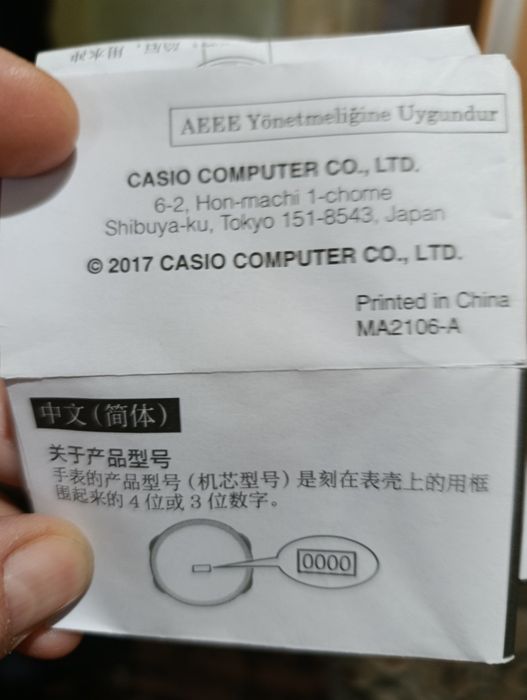 AEEE Yönetmeliğine Uygundur
CASIO COMPUTER CO., LTD.
6-2, Hon-machi 1-chome
Shibuya-ku, Tokyo 151-8543, Japan
© 2017 CASIO COMPUTER CO., LTD.
Printed in China
MA2106-A
中文(简体)
关于产品型号
手表的产品型号(机芯型号)是刻在表壳上的用框
围起来的4位或3位数字。
0000